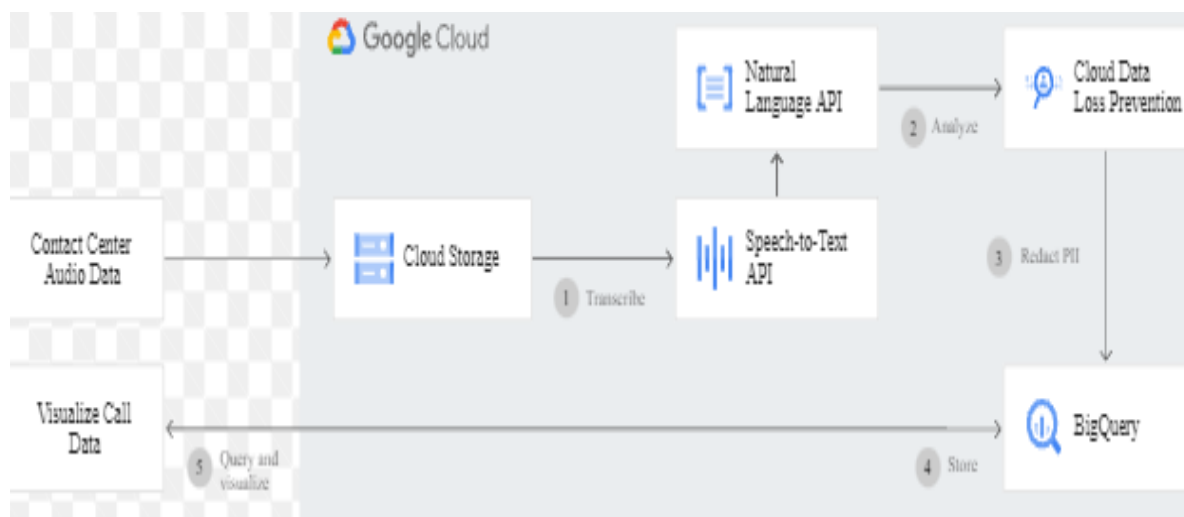 Google Cloud
Natural
Language API
Cloud Data
Loss Prevention
2 Analyze
Contact Center
Audio Data
Cloud Storage
Speech-to-Text
API
3 Redact PII
1 Transcribe
Visualize Call
Data
BigQuery
5 Query and
visualize
4 Store